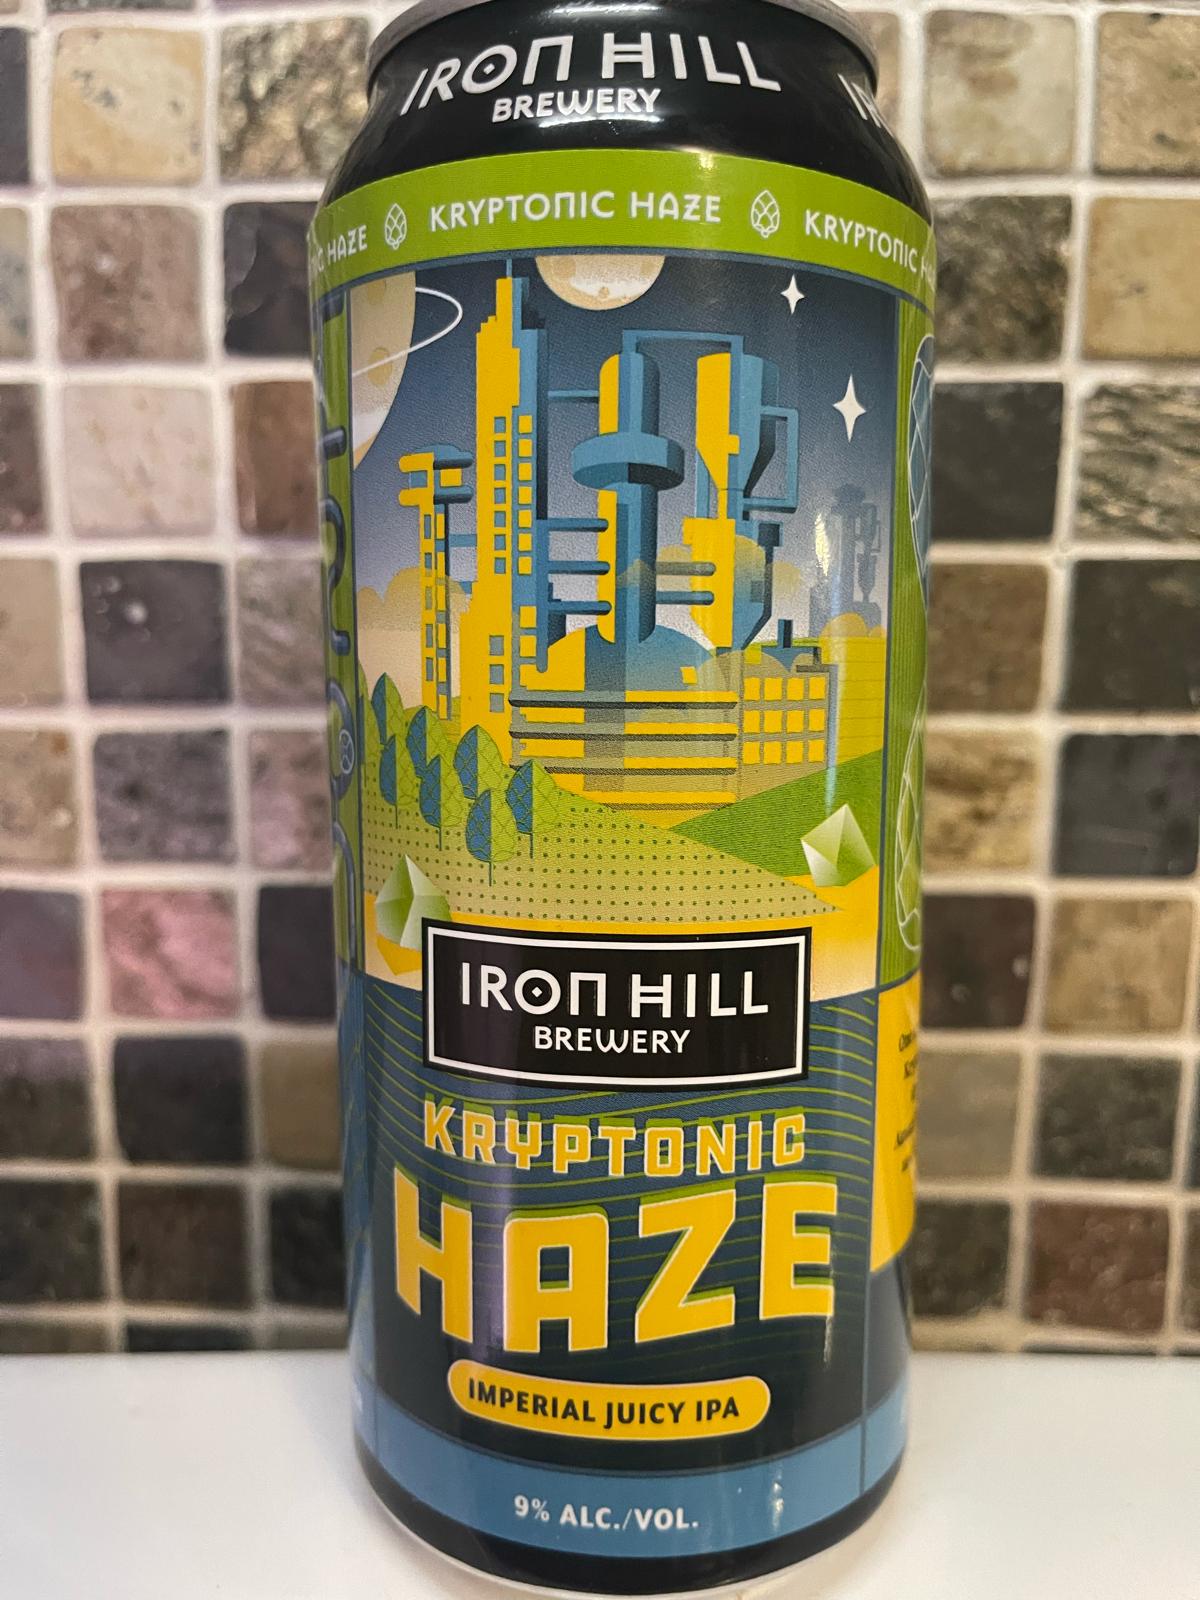 IRON HILL
BREWERY
HAZE KRYPTONIC HAZE KRYPTONIC
IRON HILL
BREWERY
KRYPTONIC
HAZE
IMPERIAL JUICY IPA
9% ALC./VOL.